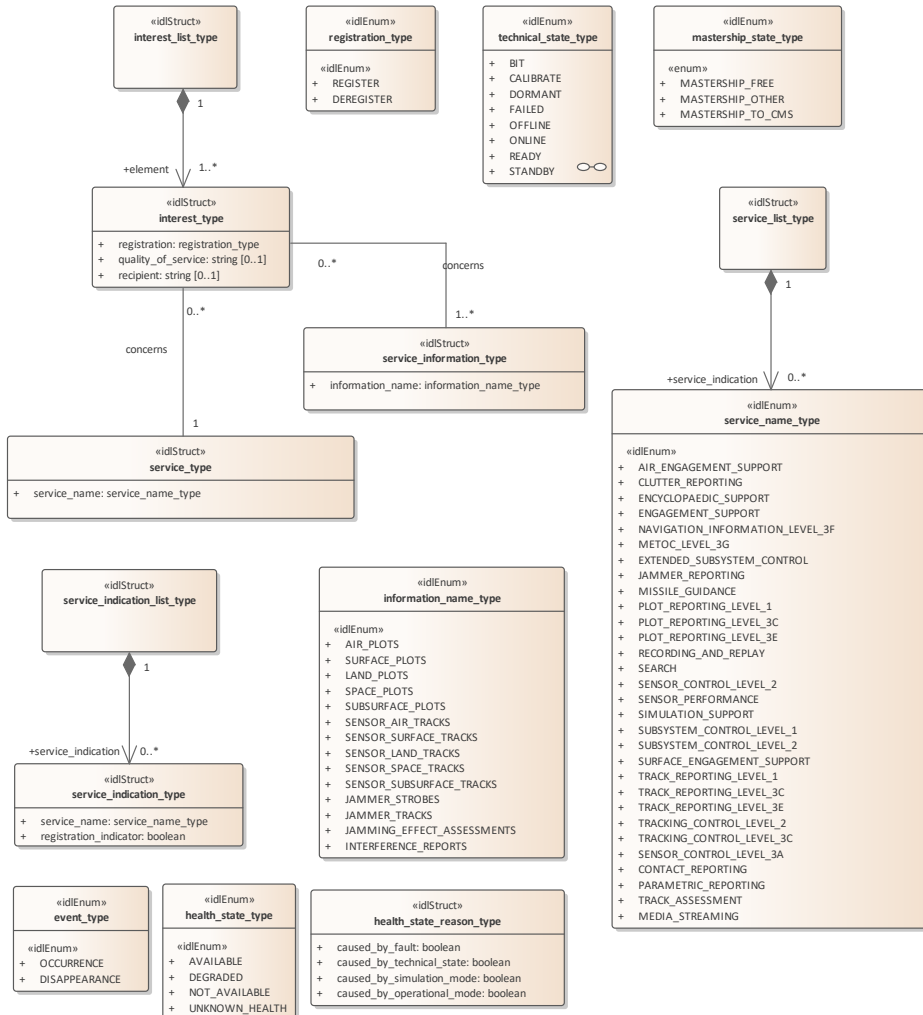 «idlStruct»
interest_list_type
1
+element
1..*
«idlEnum»
registration_type
«idlEnum»
+ REGISTER
+ DEREGISTER
«idlEnum»
technical_state_type
+ BIT
+ CALIBRATE
+ DORMANT
+ FAILED
+ OFFLINE
+ ONLINE
+ READY
+ STANDBY
«idlEnum»
mastership_state_type
«enum»
+ MASTERSHIP_FREE
+ MASTERSHIP_OTHER
+ MASTERSHIP_TO_CMS
«idlStruct»
interest_type
+ registration: registration_type
+ quality_of_service: string [0..1]
+ recipient: string [0..1]
0..*
concerns
1..*
0..*
concerns
1
«idlStruct»
service_information_type
+ information_name: information_name_type
«idlStruct»
service_list_type
1
+service_indication
0..*
«idlStruct»
service_type
+ service_name: service_name_type
«idlEnum»
service_name_type
«idlEnum»
+ AIR_ENGAGEMENT_SUPPORT
+ CLUTTER_REPORTING
+ ENCYCLOPAEDIC_SUPPORT
+ ENGAGEMENT_SUPPORT
+ NAVIGATION_INFORMATION_LEVEL_3F
+ METOC_LEVEL_3G
+ EXTENDED_SUBSYSTEM_CONTROL
+ JAMMER_REPORTING
+ MISSILE_GUIDANCE
+ PLOT_REPORTING_LEVEL_1
+ PLOT_REPORTING_LEVEL_3C
+ PLOT_REPORTING_LEVEL_3E
+ RECORDING_AND_REPLAY
+ SEARCH
+ SENSOR_CONTROL_LEVEL_2
+ SENSOR_PERFORMANCE
+ SIMULATION_SUPPORT
+ SUBSYSTEM_CONTROL_LEVEL_1
+ SUBSYSTEM_CONTROL_LEVEL_2
+ SURFACE_ENGAGEMENT_SUPPORT
+ TRACK_REPORTING_LEVEL_1
+ TRACK_REPORTING_LEVEL_3C
+ TRACK_REPORTING_LEVEL_3E
+ TRACKING_CONTROL_LEVEL_2
+ TRACKING_CONTROL_LEVEL_3C
+ SENSOR_CONTROL_LEVEL_3A
+ CONTACT_REPORTING
+ PARAMETRIC_REPORTING
+ TRACK_ASSESSMENT
+ MEDIA_STREAMING
«idlStruct»
service_indication_list_type
1
+service_indication
0..*
«idlStruct»
service_indication_type
+ service_name: service_name_type
+ registration_indicator: boolean
«idlEnum»
information_name_type
«idlEnum»
+ AIR_PLOTS
+ SURFACE_PLOTS
+ LAND_PLOTS
+ SPACE_PLOTS
+ SUBSURFACE_PLOTS
+ SENSOR_AIR_TRACKS
+ SENSOR_SURFACE_TRACKS
+ SENSOR_LAND_TRACKS
+ SENSOR_SPACE_TRACKS
+ SENSOR_SUBSURFACE_TRACKS
+ JAMMER_STROBES
+ JAMMER_TRACKS
+ JAMMING_EFFECT_ASSESSMENTS
+ INTERFERENCE_REPORTS
«idlEnum»
event_type
«idlEnum»
+ OCCURRENCE
+ DISAPPEARANCE
«idlEnum»
health_state_type
«idlEnum»
+ AVAILABLE
+ DEGRADED
+ NOT_AVAILABLE
+ UNKNOWN_HEALTH
«idlStruct»
health_state_reason_type
+ caused_by_fault: boolean
+ caused_by_technical_state: boolean
+ caused_by_simulation_mode: boolean
+ caused_by_operational_mode: boolean